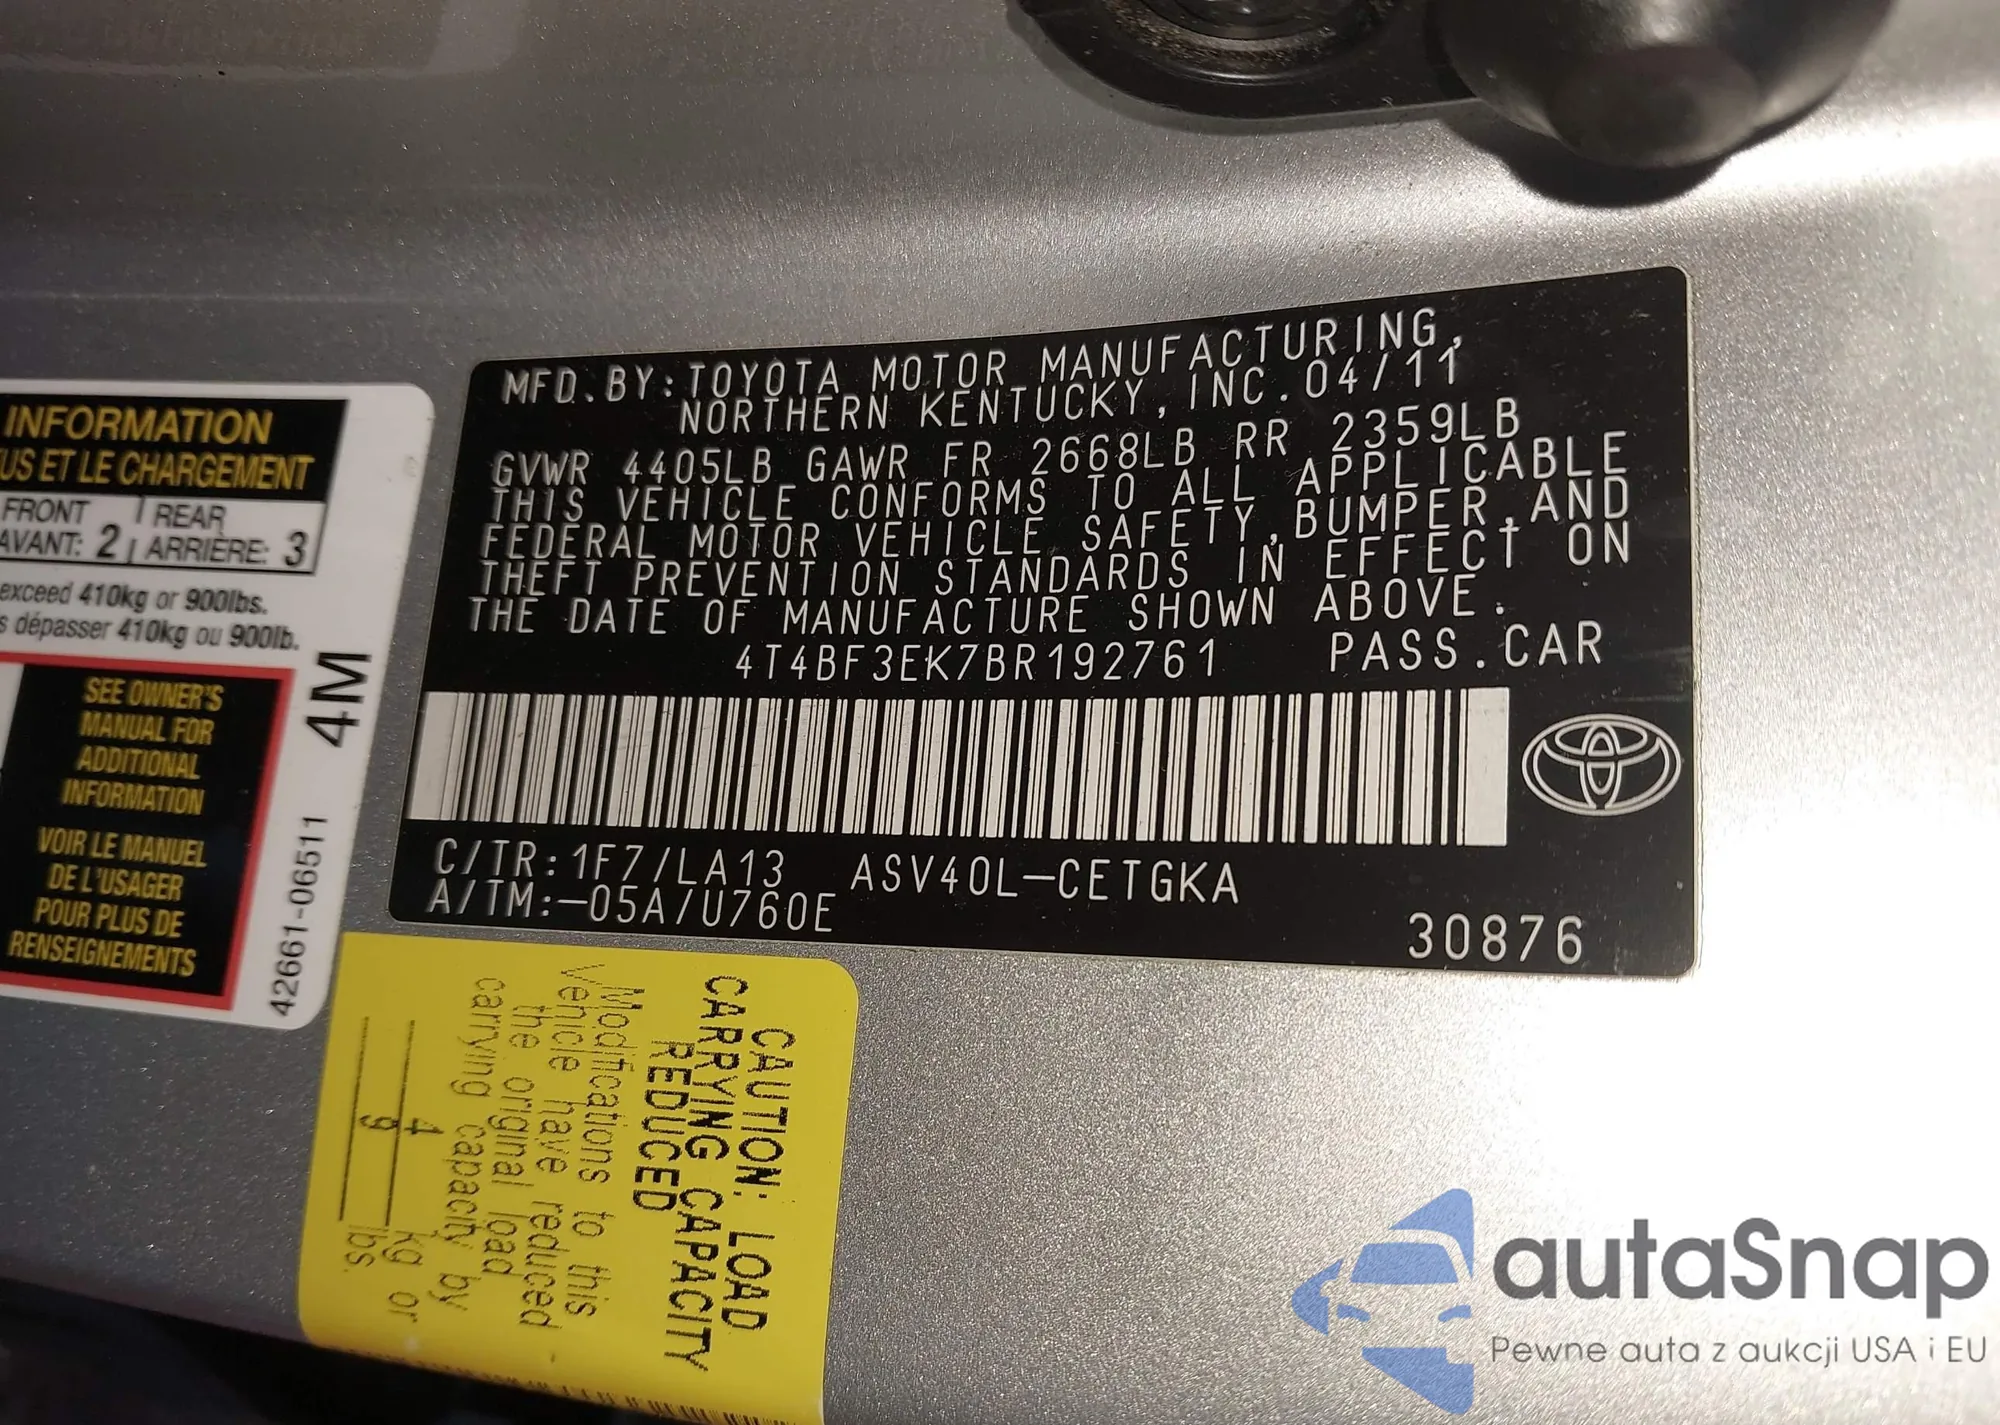 INFORMATION
US ET LE CHARGEMENT
FRONT REAR
AVANT: 2 ARRIÈRE: 3
exceed 410kg or 900lbs.
s dépasser 410kg ou 900lb.
SEE OWNER'S
MANUAL FOR
ADDITIONAL
INFORMATION
VOIR LE MANUEL
DE L'USAGER
POUR PLUS DE
RENSEIGNEMENTS
4M
42661-06511
MFD.BY:TOYOTA MOTOR MANUFACTURING,
NORTHERN KENTUCKY, INC.04/11
GVWR 4405LB GAWR FR 2668LB RR 2359LB
THIS VEHICLE CONFORMS TO ALL APPLICABLE
FEDERAL MOTOR VEHICLE SAFETY,BUMPER,AND
THEFT PREVENTION STANDARDS IN EFFECT ON
THE DATE OF MANUFACTURE SHOWN ABOVE.
4T4BF3EK7BR192761 PASS.CAR
C/TR:1F7/LA13 ASV40L-CETGKA
A/TM:-05A/U760E
30876
CAUTION: LOAD
CARRYING CAPACITY
REDUCED
Modifications to this
vehicle have reduced
the original load
carrying capacity by
4 kg or
9 lbs.
autaSnap
Pewne auta z aukcji USA i EU